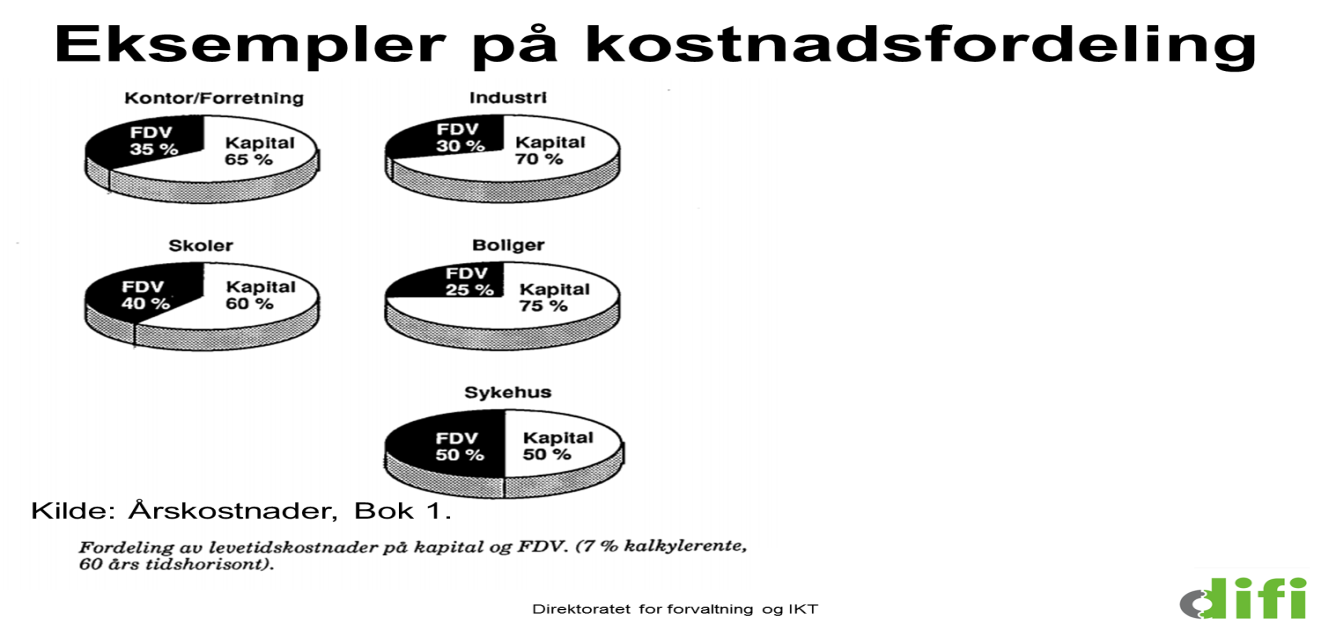 Eksempler på kostnadsfordeling
Kontor/Forretning
FDV
35 %
Kapital
65 %
Industri
FDV
30 %
Kapital
70 %
Skoler
FDV
40 %
Kapital
60 %
Boliger
FDV
25 %
Kapital
75 %
Sykehus
FDV
50 %
Kapital
50 %
Kilde: Årskostnader, Bok 1.
Fordeling av levetidskostnader på kapital og FDV. (7 % kalkylerente,
60 års tidshorisont).
Direktoratet for forvaltning og IKT
difi